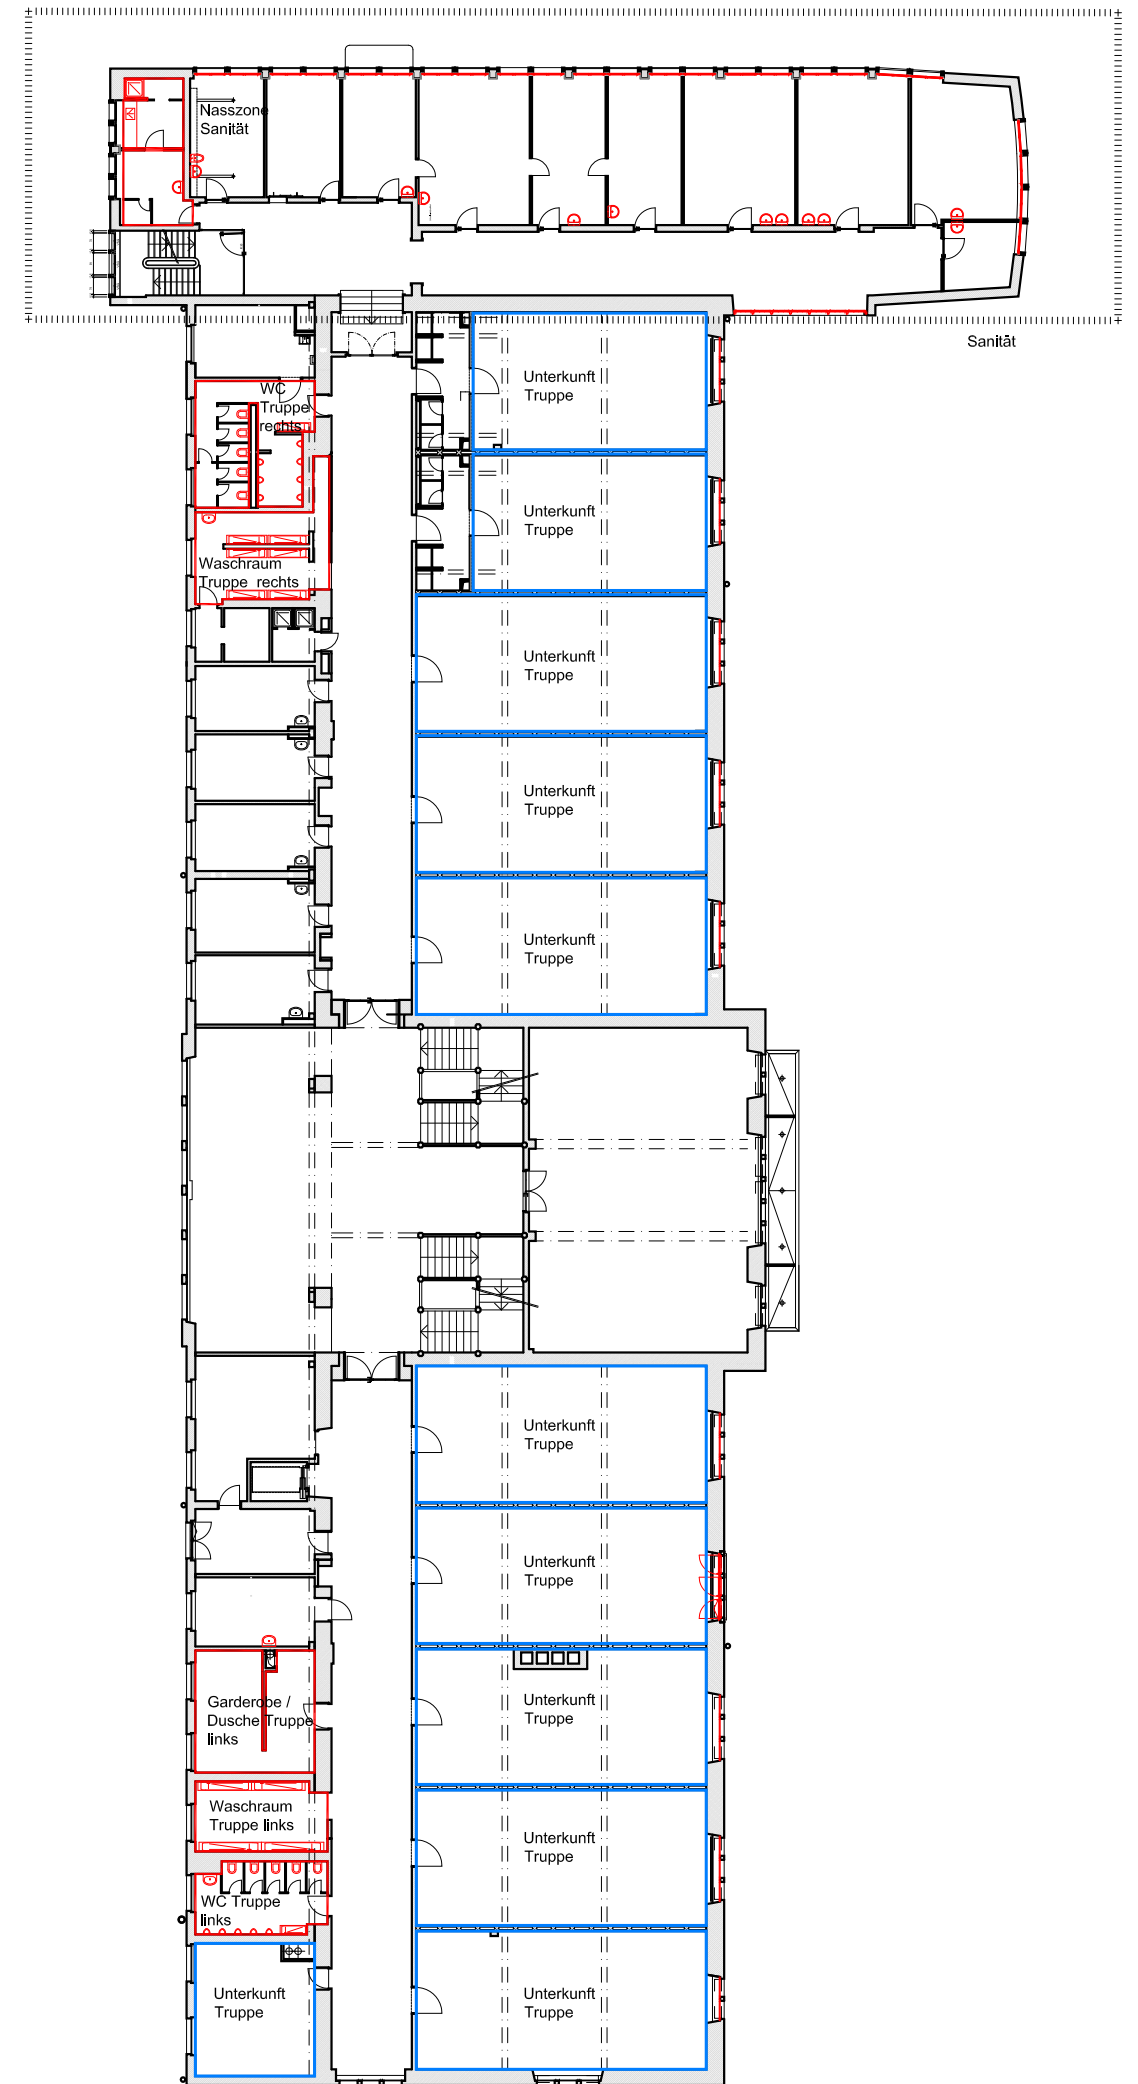 Nasszone
Sanität
Sanität
Unterkunft
Truppe
WC
Truppe
rechts
Unterkunft
Truppe
Waschraum
Truppe rechts
Unterkunft
Truppe
Unterkunft
Truppe
Unterkunft
Truppe
Unterkunft
Truppe
Unterkunft
Truppe
Garderobe /
Dusche Truppe
links
Unterkunft
Truppe
Waschraum
Truppe links
Unterkunft
Truppe
WC Truppe
links
Unterkunft
Truppe
Unterkunft
Truppe